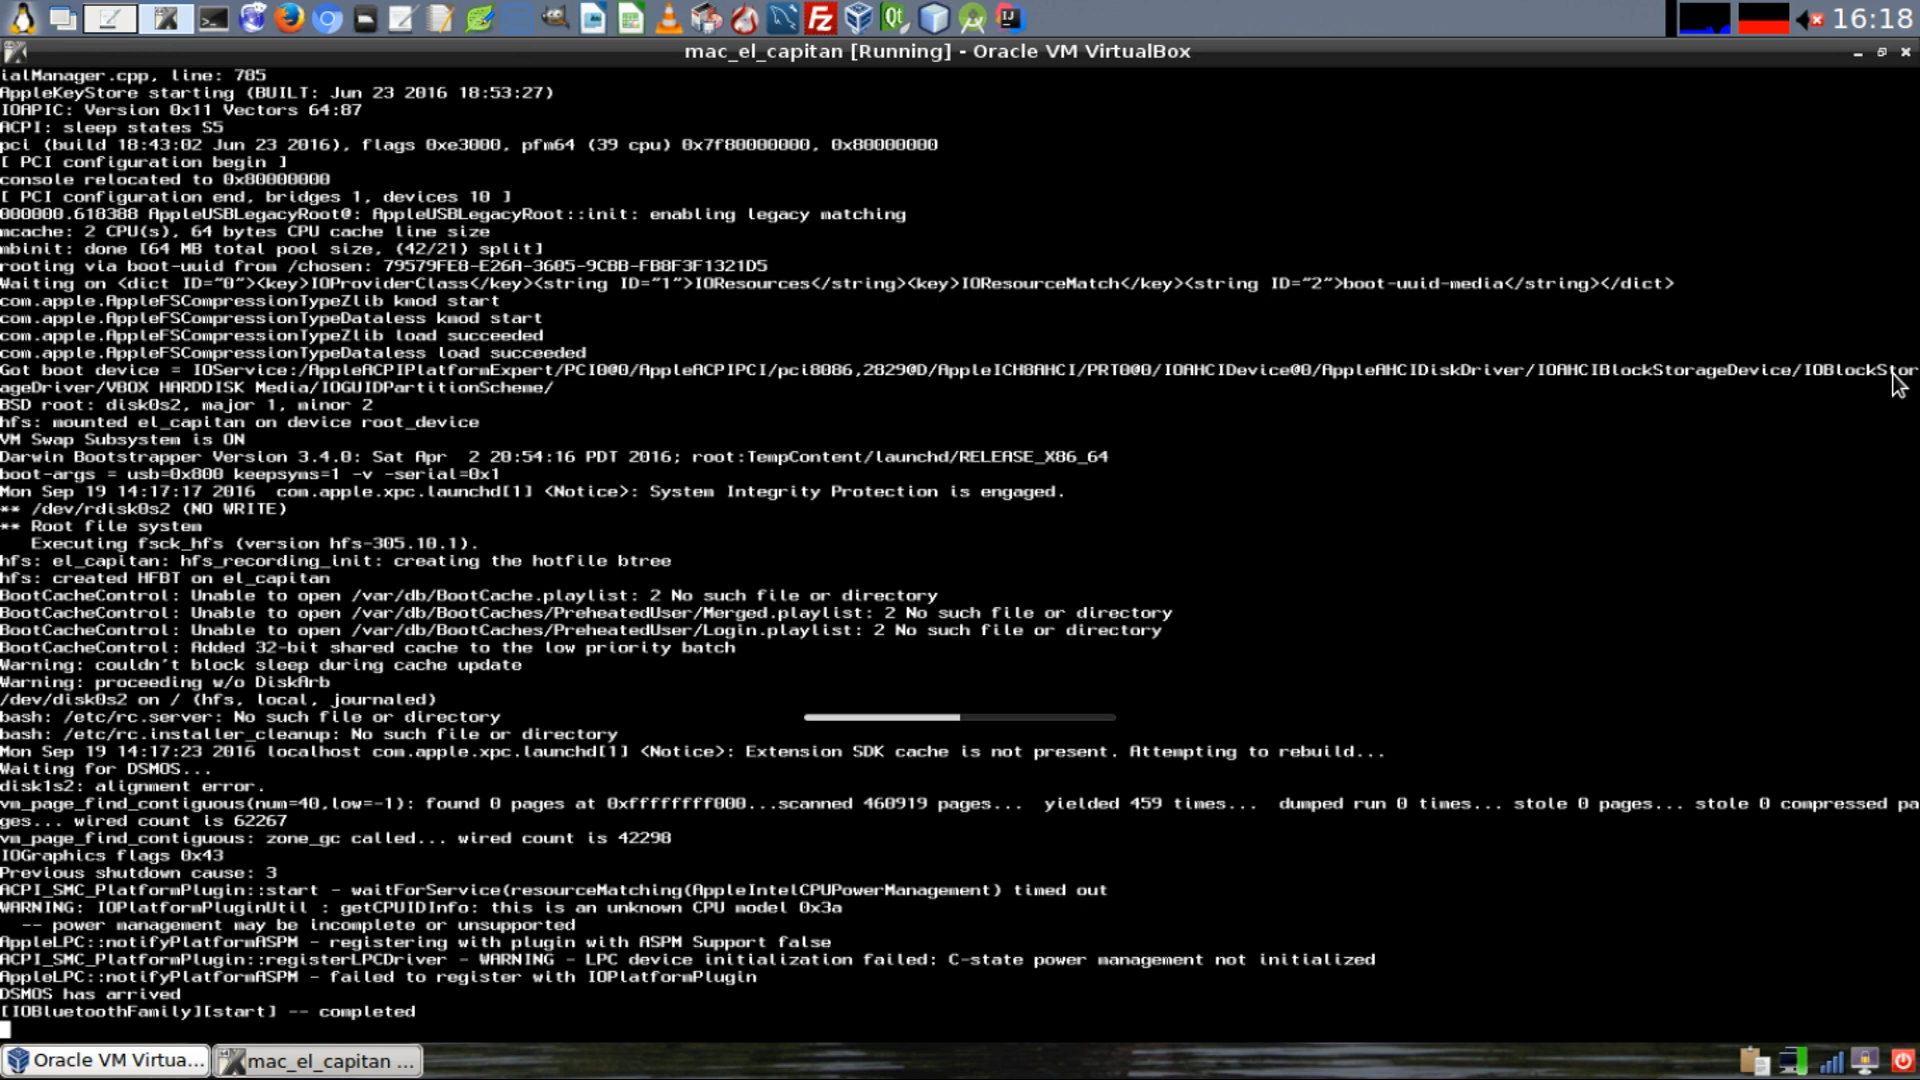 16:18
mac_el_capitan [Running] - Oracle VM VirtualBox
ialManager.cpp, line: 785
AppleKeyStore starting (BUILT: Jun 23 2016 18:53:27)
IOAPIC: Version 0x11 Vectors 64:87
ACPI: sleep states S5
pci (build 18:43:02 Jun 23 2016), flags 0xe3000, pfm64 (39 cpu) 0x7f80000000, 0x80000000
[ PCI configuration begin ]
console relocated to 0x80000000
[ PCI configuration end, bridges 1, devices 10 ]
000000.618388 AppleUSBLegacyRoot@: AppleUSBLegacyRoot::init: enabling legacy matching
mcache: 2 CPU(s), 64 bytes CPU cache line size
mbinit: done [64 MB total pool size, (42/21) split]
rooting via boot-uuid from /chosen: 79579FE8-E26A-3605-9CBB-FB8F3F1321D5
Waiting on <dict ID="0"><key>IOProviderClass</key><string ID="1">IOResources</string><key>IOResourceMatch</key><string ID="2">boot-uuid-media</string></dict>
com.apple.AppleFSCompressionTypeZlib kmod start
com.apple.AppleFSCompressionTypeDataless kmod start
com.apple.AppleFSCompressionTypeZlib load succeeded
com.apple.AppleFSCompressionTypeDataless load succeeded
Got boot device = IOService:/AppleACPIPlatformExpert/PCI0@0/AppleACPIPCI/pci8086,2829@D/AppleICH8AHCI/PRT0@0/IOAHCIDevice@0/AppleAHCIDiskDriver/IOAHCIBlockStorageDevice/IOBlockStor
ageDriver/VBOX HARDDISK Media/IOGUIDPartitionScheme/
BSD root: disk0s2, major 1, minor 2
hfs: mounted el_capitan on device root_device
VM Swap Subsystem is ON
Darwin Bootstrapper Version 3.4.0: Sat Apr  2 20:54:16 PDT 2016; root:TempContent/launchd/RELEASE_X86_64
boot-args = usb=0x800 keepsyms=1 -v -serial=0x1
Mon Sep 19 14:17:17 2016  com.apple.xpc.launchd[1] <Notice>: System Integrity Protection is engaged.
** /dev/rdisk0s2 (NO WRITE)
** Root file system
   Executing fsck_hfs (version hfs-305.10.1).
hfs: el_capitan: hfs_recording_init: creating the hotfile btree
hfs: created HFBT on el_capitan
BootCacheControl: Unable to open /var/db/BootCache.playlist: 2 No such file or directory
BootCacheControl: Unable to open /var/db/BootCaches/PreheatedUser/Merged.playlist: 2 No such file or directory
BootCacheControl: Unable to open /var/db/BootCaches/PreheatedUser/Login.playlist: 2 No such file or directory
BootCacheControl: Added 32-bit shared cache to the low priority batch
Warning: couldn't block sleep during cache update
Warning: proceeding w/o DiskArb
/dev/disk0s2 on / (hfs, local, journaled)
bash: /etc/rc.server: No such file or directory
bash: /etc/rc.installer_cleanup: No such file or directory
Mon Sep 19 14:17:23 2016 localhost com.apple.xpc.launchd[1] <Notice>: Extension SDK cache is not present. Attempting to rebuild...
Waiting for DSMOS...
disk1s2: alignment error.
vm_page_find_contiguous(num=40,low=-1): found 0 pages at 0xffffffff000...scanned 460919 pages...  yielded 459 times...  dumped run 0 times... stole 0 pages... stole 0 compressed pa
ges... wired count is 62267
vm_page_find_contiguous: zone_gc called... wired count is 42298
IOGraphics flags 0x43
Previous shutdown cause: 3
ACPI_SMC_PlatformPlugin::start - waitForService(resourceMatching(AppleIntelCPUPowerManagement) timed out
WARNING: IOPlatformPluginUtil : getCPUIDInfo: this is an unknown CPU model 0x3a
  -- power management may be incomplete or unsupported
AppleLPC::notifyPlatformASPM - registering with plugin with ASPM Support false
ACPI_SMC_PlatformPlugin::registerLPCDriver - WARNING - LPC device initialization failed: C-state power management not initialized
AppleLPC::notifyPlatformASPM - failed to register with IOPlatformPlugin
DSMOS has arrived
[IOBluetoothFamily][start] -- completed
Oracle VM Virtua...
mac_el_capitan ...